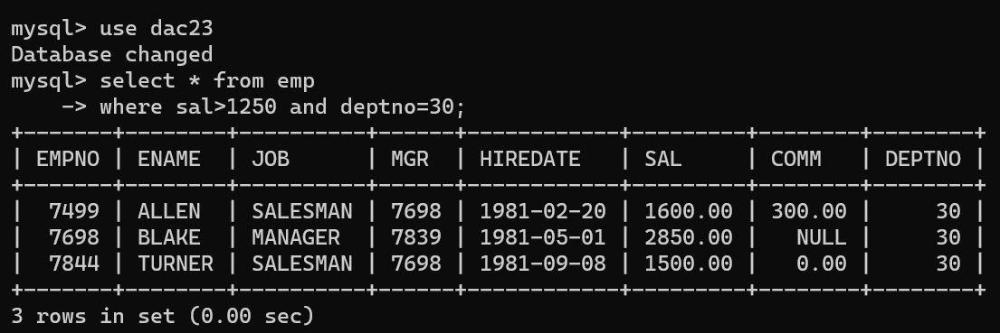 mysql> use dac23
Database changed
mysql> select * from emp
    -> where sal>1250 and deptno=30;
+-------+--------+----------+------+------------+---------+--------+--------+
| EMPNO | ENAME  | JOB      | MGR  | HIREDATE   | SAL     | COMM   | DEPTNO |
+-------+--------+----------+------+------------+---------+--------+--------+
|  7499 | ALLEN  | SALESMAN | 7698 | 1981-02-20 | 1600.00 | 300.00 |     30 |
|  7698 | BLAKE  | MANAGER  | 7839 | 1981-05-01 | 2850.00 |   NULL |     30 |
|  7844 | TURNER | SALESMAN | 7698 | 1981-09-08 | 1500.00 |   0.00 |     30 |
+-------+--------+----------+------+------------+---------+--------+--------+
3 rows in set (0.00 sec)